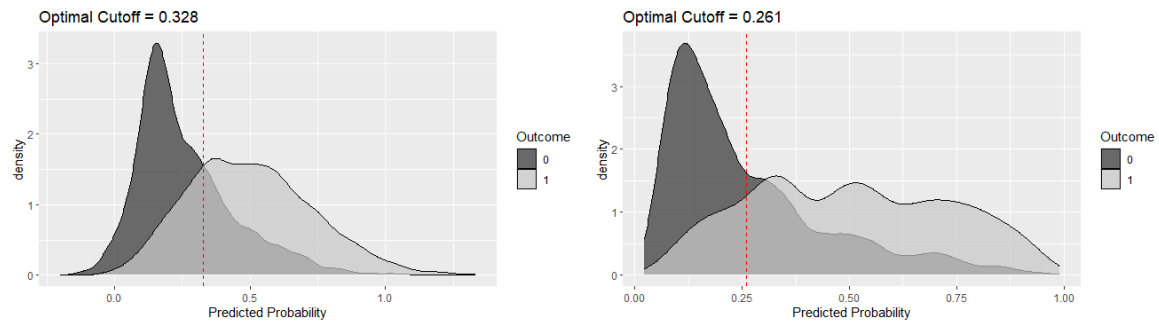 Optimal Cutoff = 0.328
3
2
1
0
density
0.0
0.5
1.0
Predicted Probability
Outcome
0
1
Optimal Cutoff = 0.261
3
2
1
0
density
0.00
0.25
0.50
0.75
1.00
Predicted Probability
Outcome
0
1